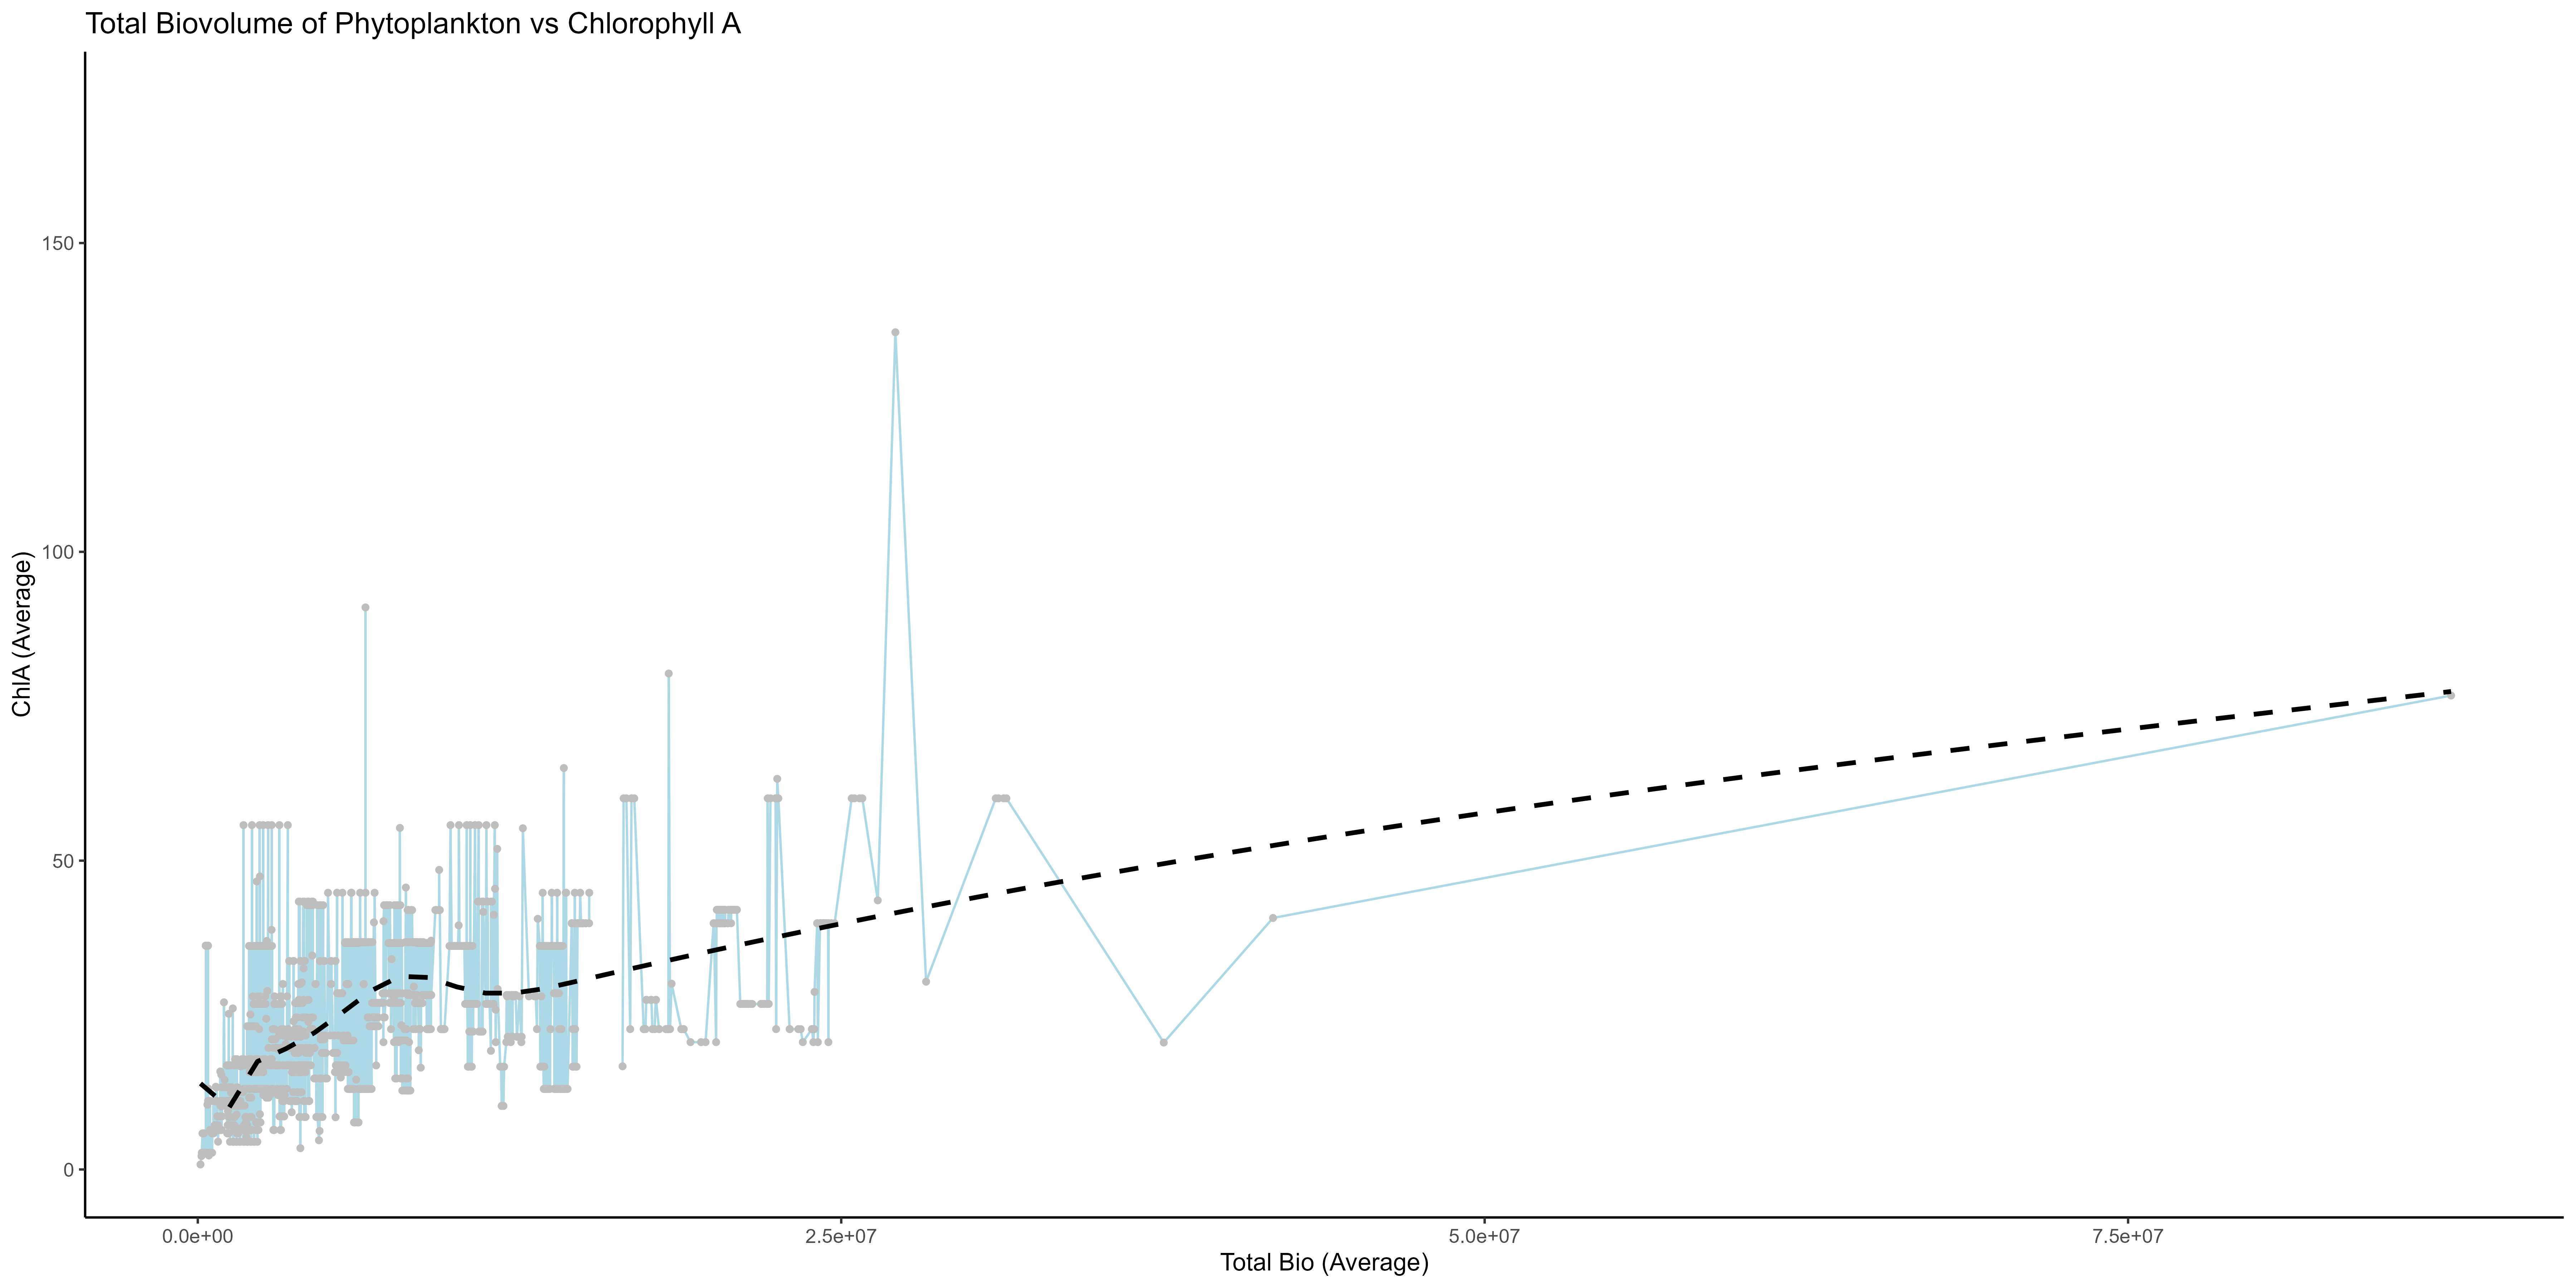 Total Biovolume of Phytoplankton vs Chlorophyll A
150
100
50
0
ChlA (Average)
0.0e+00 2.5e+07 5.0e+07 7.5e+07
Total Bio (Average)